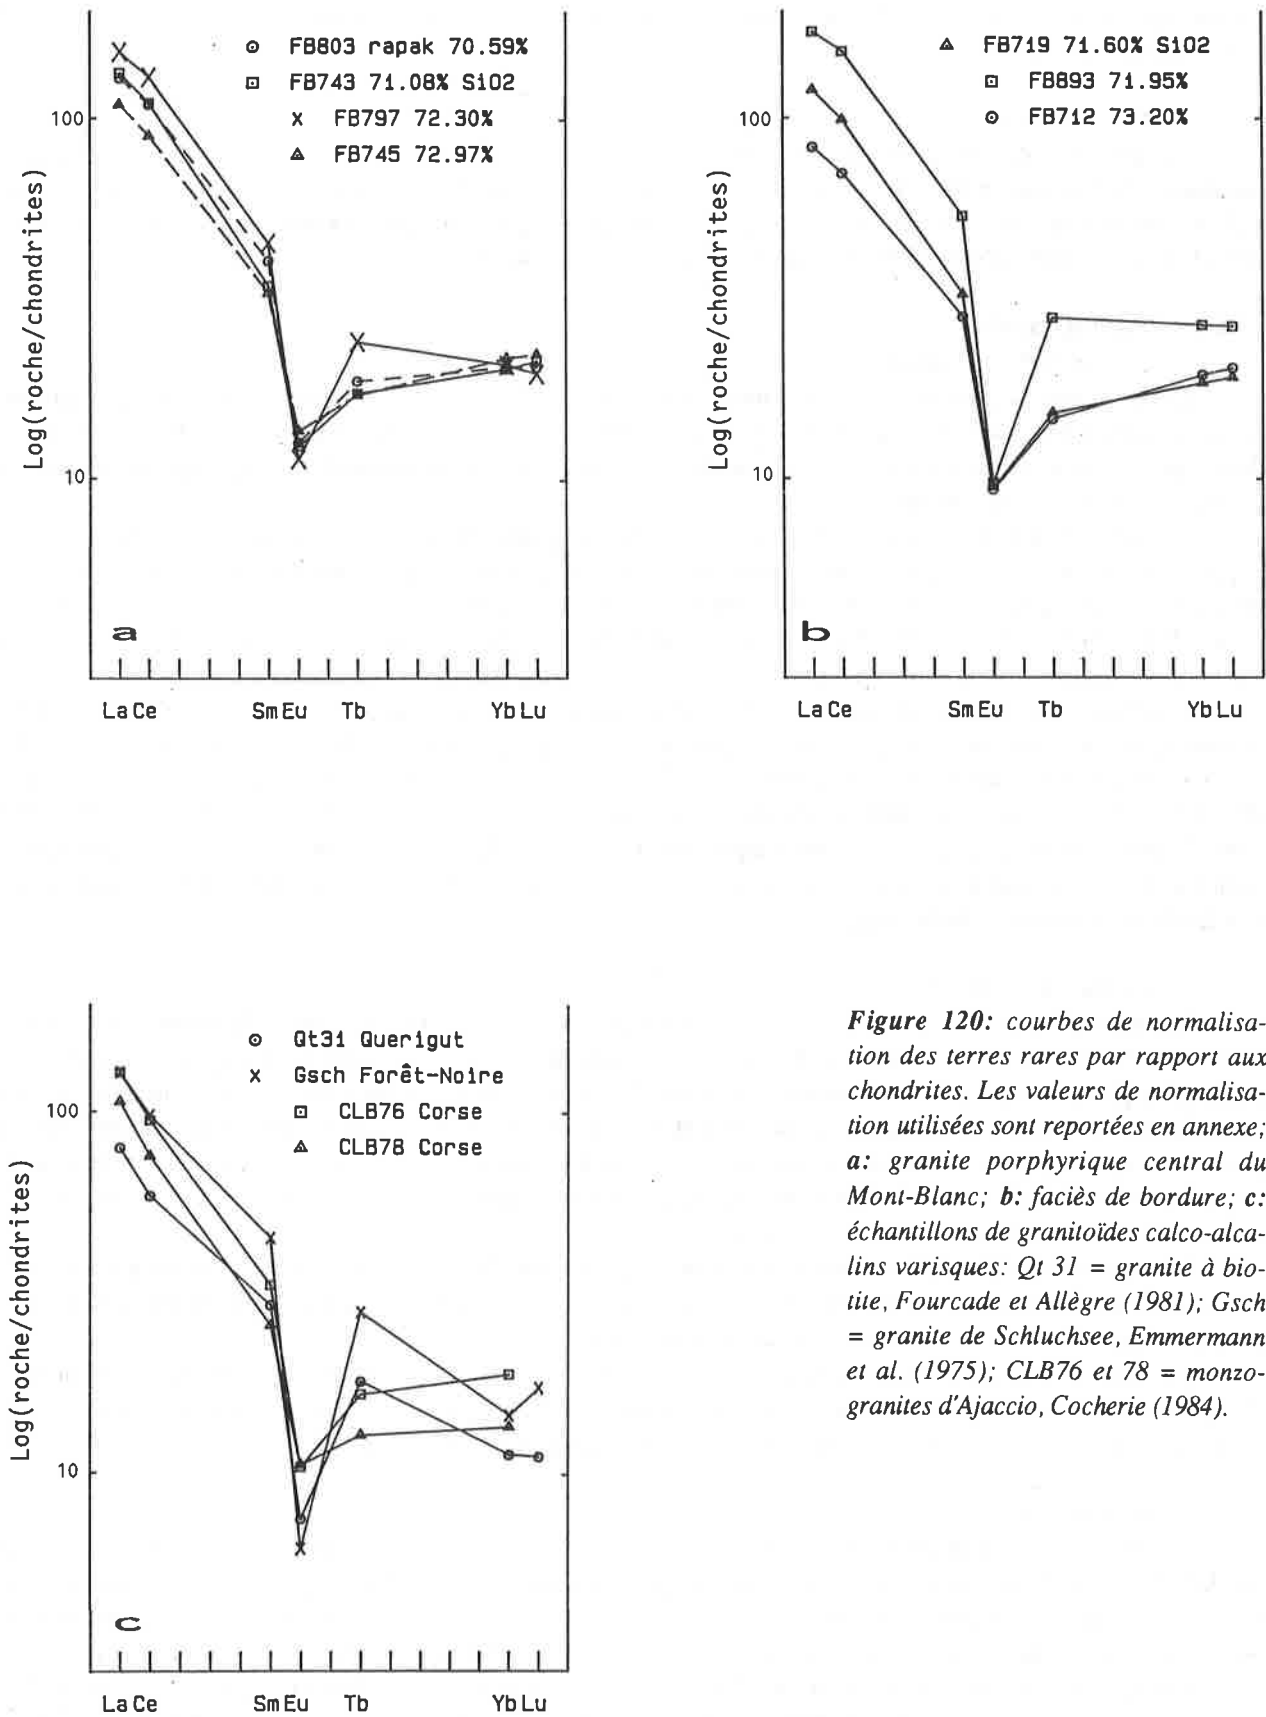 FB803 rapak 70.59%
FB743 71.08% SiO2
FB797 72.30%
FB745 72.97%
100
10
Log(roche/chondrites)
a
La Ce Sm Eu Tb Yb Lu
FB719 71.60% SiO2
FB893 71.95%
FB712 73.20%
100
10
Log(roche/chondrites)
b
La Ce Sm Eu Tb Yb Lu
Qt31 Querigut
Gsch Forêt-Noire
CLB76 Corse
CLB78 Corse
100
10
Log(roche/chondrites)
c
La Ce Sm Eu Tb Yb Lu
Figure 120: courbes de normalisa-
tion des terres rares par rapport aux
chondrites. Les valeurs de normalisa-
tion utilisées sont reportées en annexe;
a: granite porphyrique central du
Mont-Blanc; b: faciès de bordure; c:
échantillons de granitoïdes calco-alca-
lins varisques: Qt 31 = granite à bio-
tite, Fourcade et Allègre (1981); Gsch
= granite de Schluchsee, Emmermann
et al. (1975); CLB76 et 78 = monzo-
granites d'Ajaccio, Cocherie (1984).